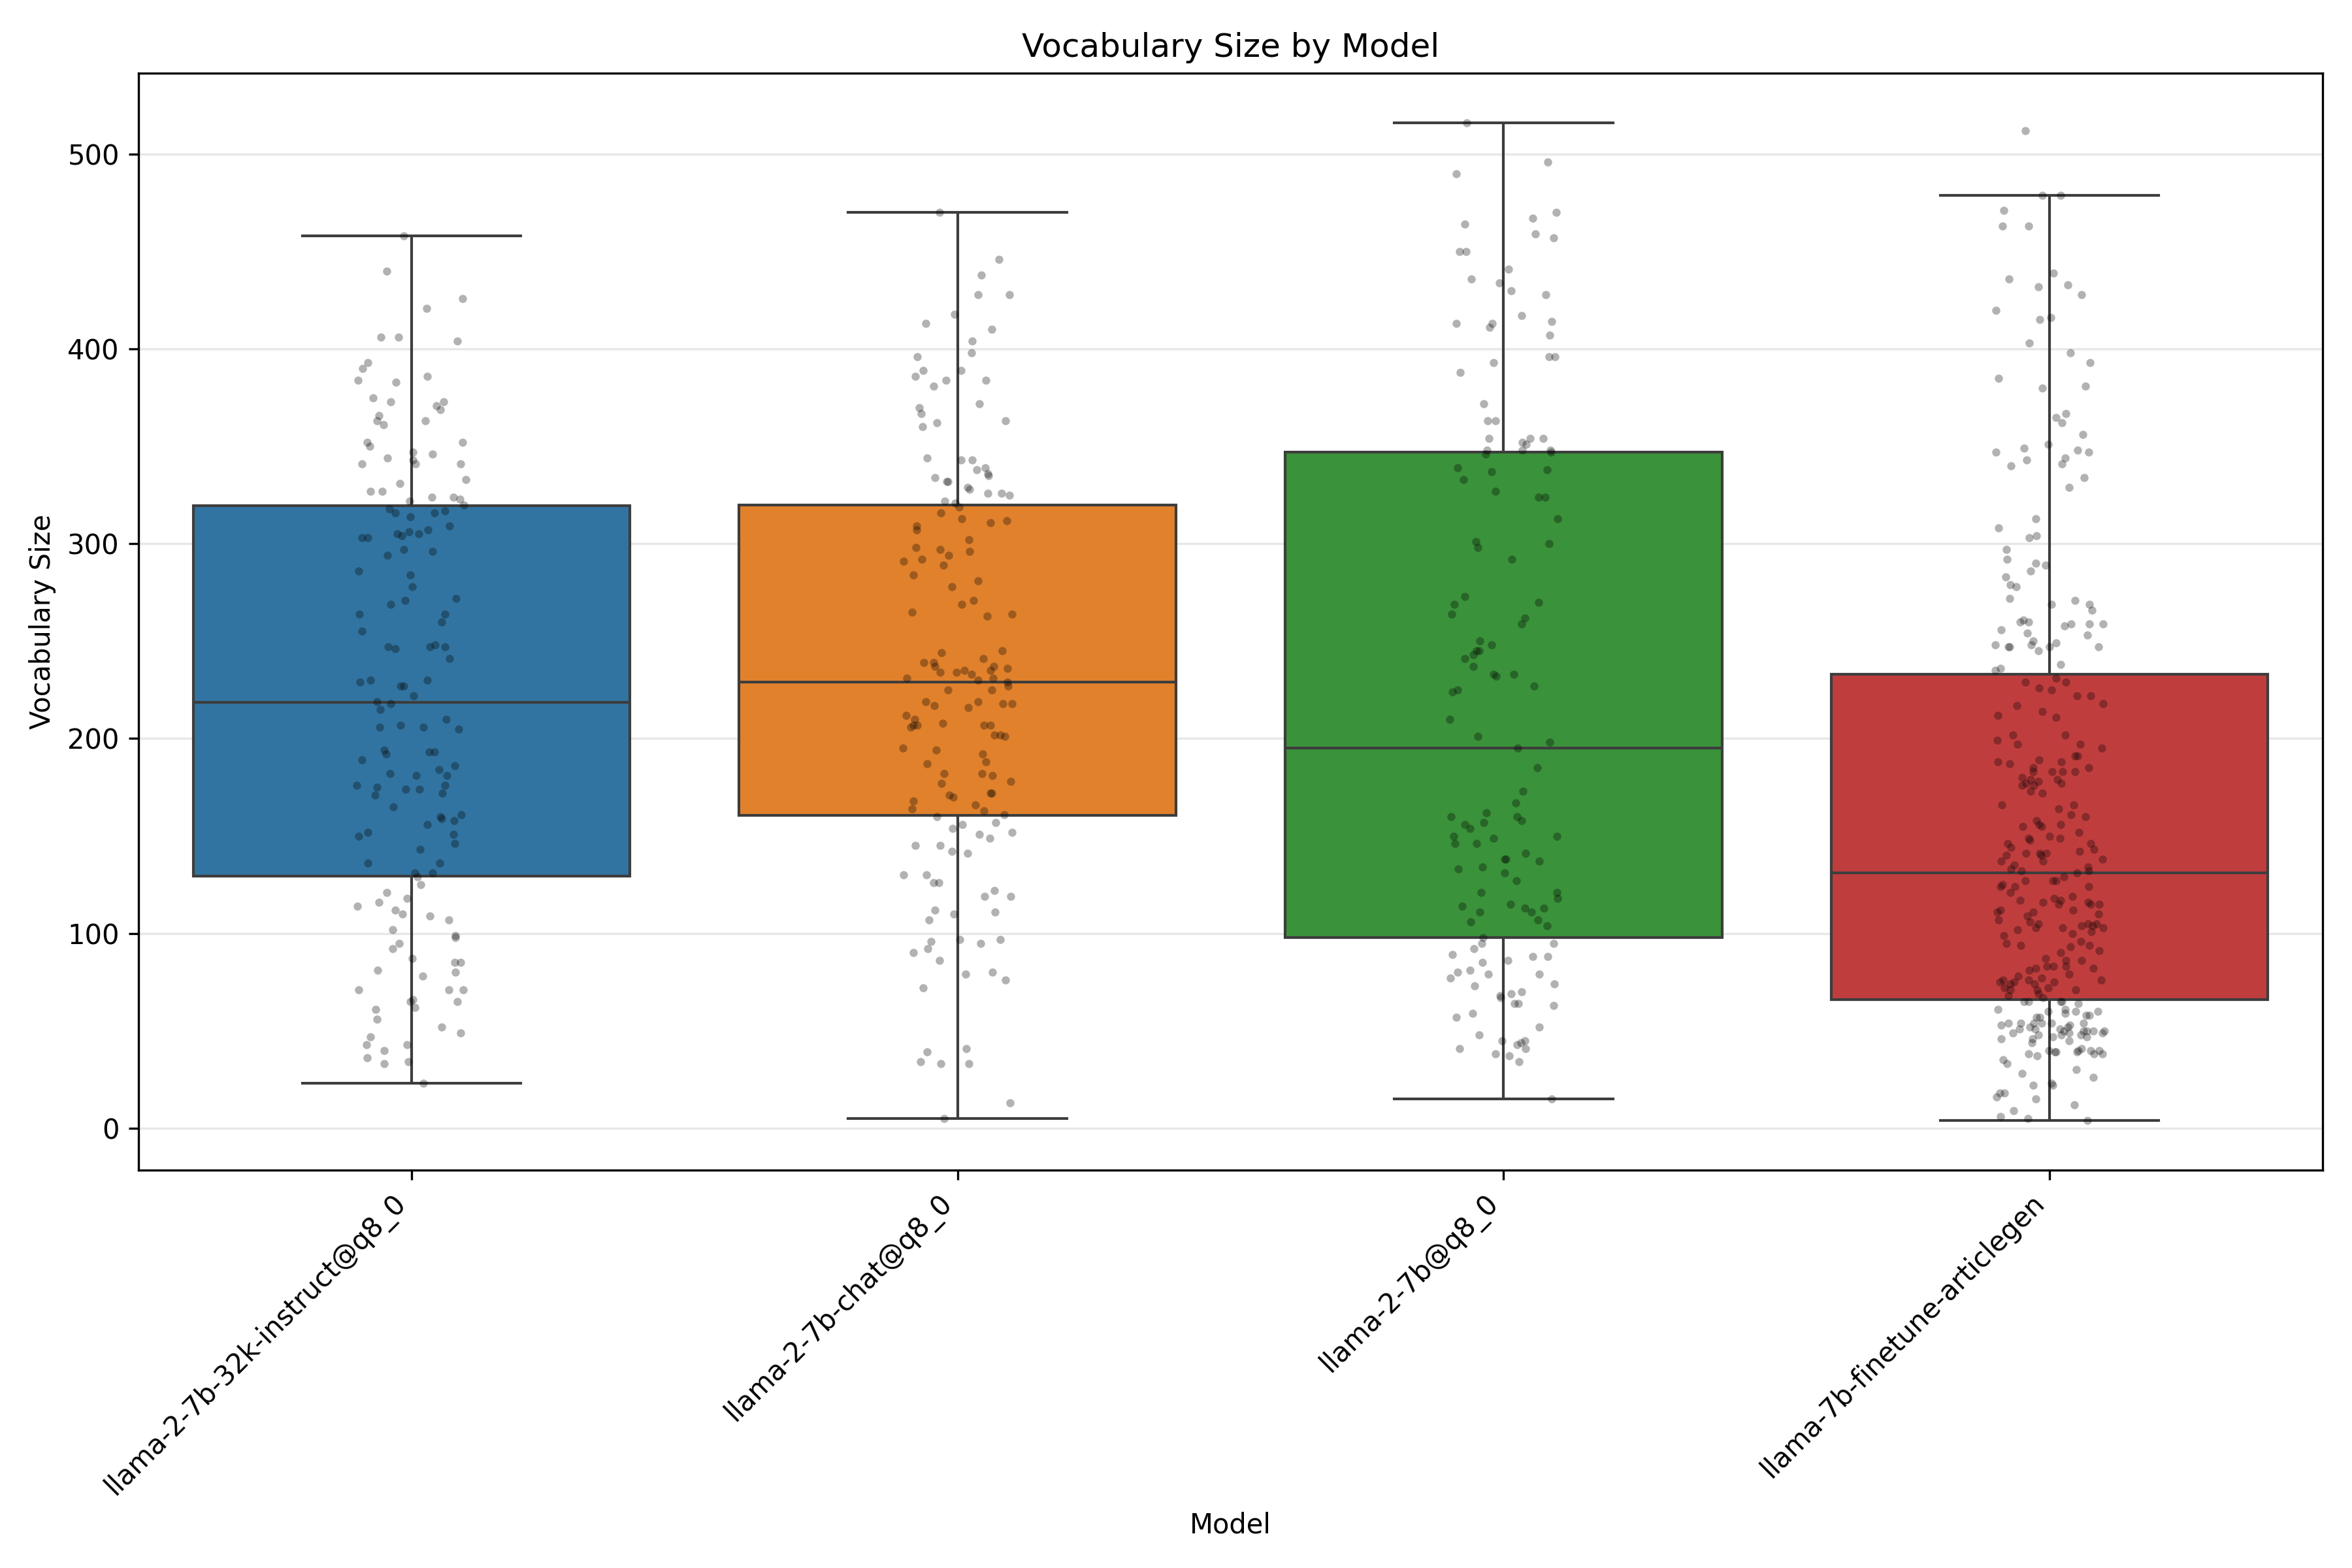 Vocabulary Size by Model
Vocabulary Size
500
400
300
200
100
0
llama-2-7b-32k-instruct@q8_0
llama-2-7b-chat@q8_0
llama-2-7b@q8_0
llama-7b-finetune-articlegen
Model